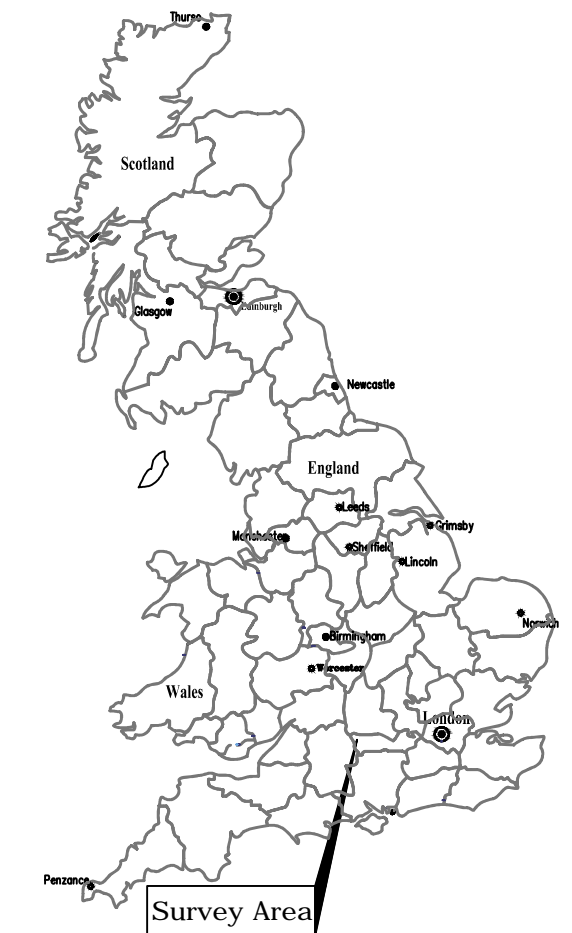 Thurso
Scotland
Edinburgh
Glasgow
Newcastle
England
Leeds
Grimsby
Manchester
Sheffield
Lincoln
Norwich
Birmingham
Worcester
Wales
London
Penzance
Survey Area